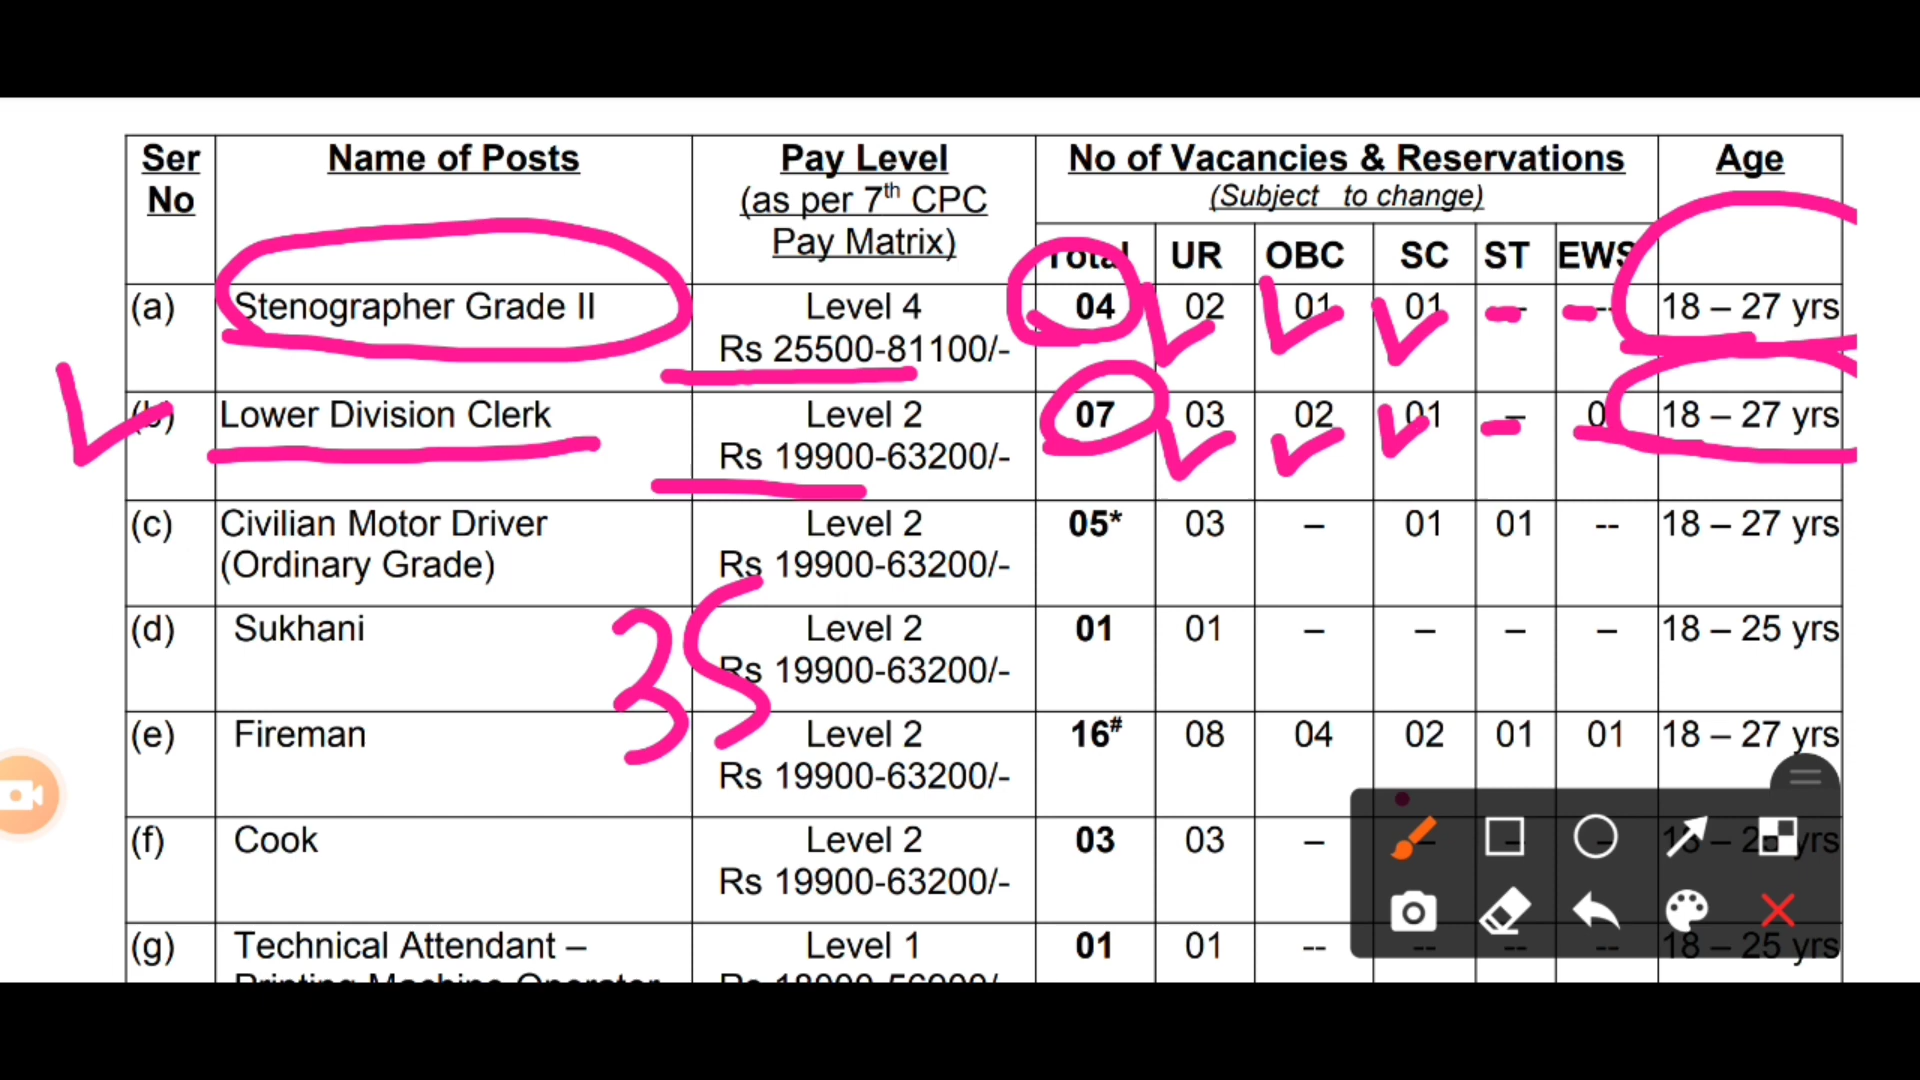 Ser No Name of Posts Pay Level (as per 7th CPC Pay Matrix) No of Vacancies & Reservations (Subject to change) Age
Total UR OBC SC ST EWS
(a) Stenographer Grade II Level 4 Rs 25500-81100/- 04 02 01 01 -- 18 – 27 yrs
(b) Lower Division Clerk Level 2 Rs 19900-63200/- 07 03 02 01 – 18 – 27 yrs
(c) Civilian Motor Driver (Ordinary Grade) Level 2 Rs 19900-63200/- 05* 03 – 01 01 -- 18 – 27 yrs
(d) Sukhani Level 2 Rs 19900-63200/- 01 01 – – – – 18 – 25 yrs
35
(e) Fireman Level 2 Rs 19900-63200/- 16# 08 04 02 01 01 18 – 27 yrs
(f) Cook Level 2 Rs 19900-63200/- 03 03 – – – – yrs
(g) Technical Attendant – Level 1 01 01 -- -- -- -- 18 – 25 yrs
Printing Machine Operator